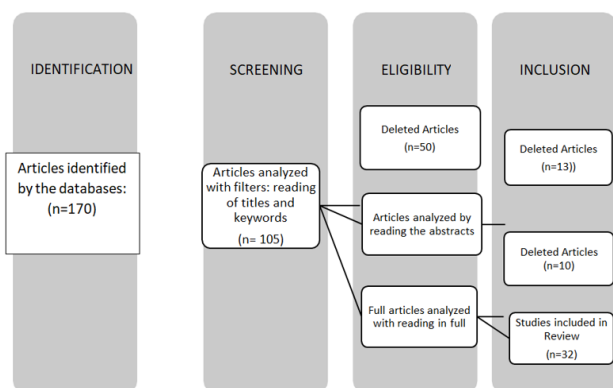 IDENTIFICATION
SCREENING
ELIGIBILITY
INCLUSION
Articles identified
by the databases:
(n=170)
Articles analyzed
with filters: reading
of titles and
keywords
(n= 105)
Deleted Articles
(n=50)
Articles analyzed by
reading the abstracts
Full articles analyzed
with reading in full
Deleted Articles
(n=13))
Deleted Articles
(n=10)
Studies included in
Review
(n=32)